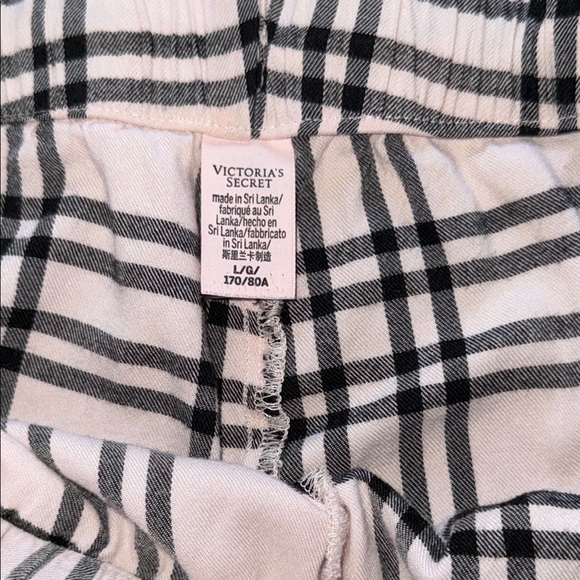 VICTORIA'S
SECRET
made in Sri Lanka/
fabriqué au Sri
Lanka/hecho en
Sri Lanka/fabbricato
in Sri Lanka/
斯里兰卡制造
L/G/
170/80A